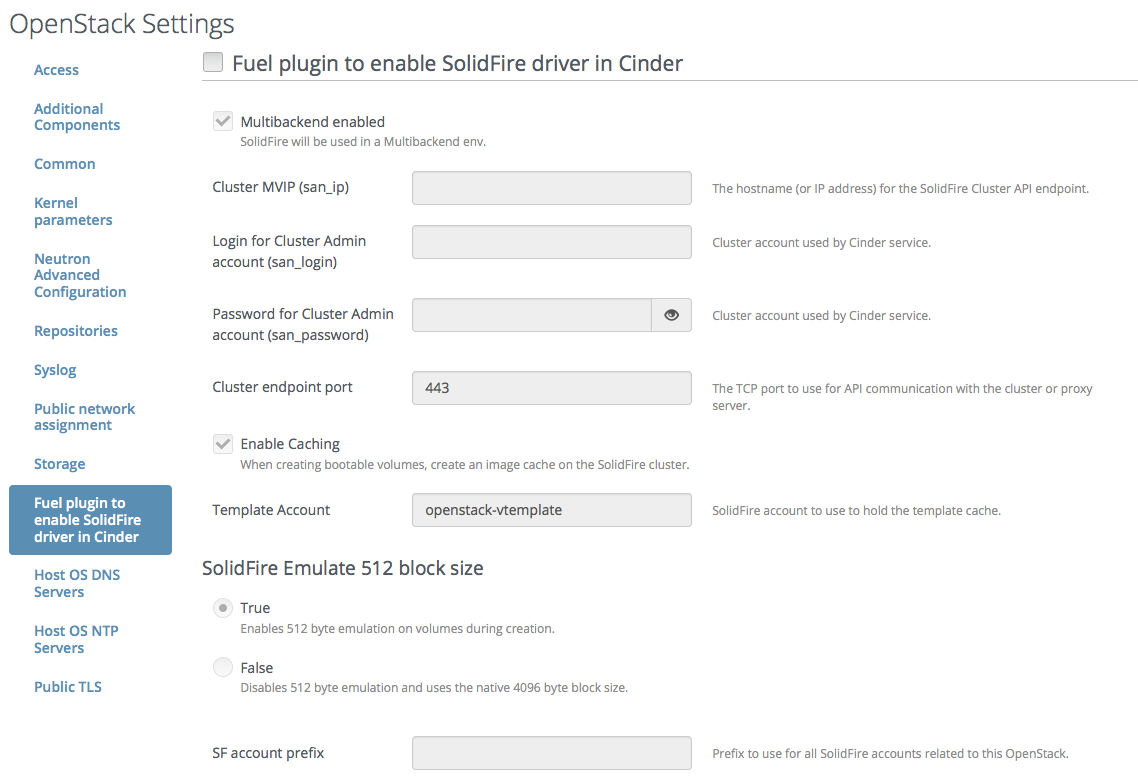 OpenStack Settings
Access
Additional
Components
Common
Kernel
parameters
Neutron
Advanced
Configuration
Repositories
Syslog
Public network
assignment
Storage
Fuel plugin to
enable SolidFire
driver in Cinder
Host OS DNS
Servers
Host OS NTP
Servers
Public TLS
Fuel plugin to enable SolidFire driver in Cinder
Multibackend enabled
SolidFire will be used in a Multibackend env.
Cluster MVIP (san_ip)
The hostname (or IP address) for the SolidFire Cluster API endpoint.
Login for Cluster Admin
account (san_login)
Cluster account used by Cinder service.
Password for Cluster Admin
account (san_password)
Cluster account used by Cinder service.
Cluster endpoint port
443
The TCP port to use for API communication with the cluster or proxy
server.
Enable Caching
When creating bootable volumes, create an image cache on the SolidFire cluster.
Template Account
openstack-vtemplate
SolidFire account to use to hold the template cache.
SolidFire Emulate 512 block size
True
Enables 512 byte emulation on volumes during creation.
False
Disables 512 byte emulation and uses the native 4096 byte block size.
SF account prefix
Prefix to use for all SolidFire accounts related to this OpenStack.